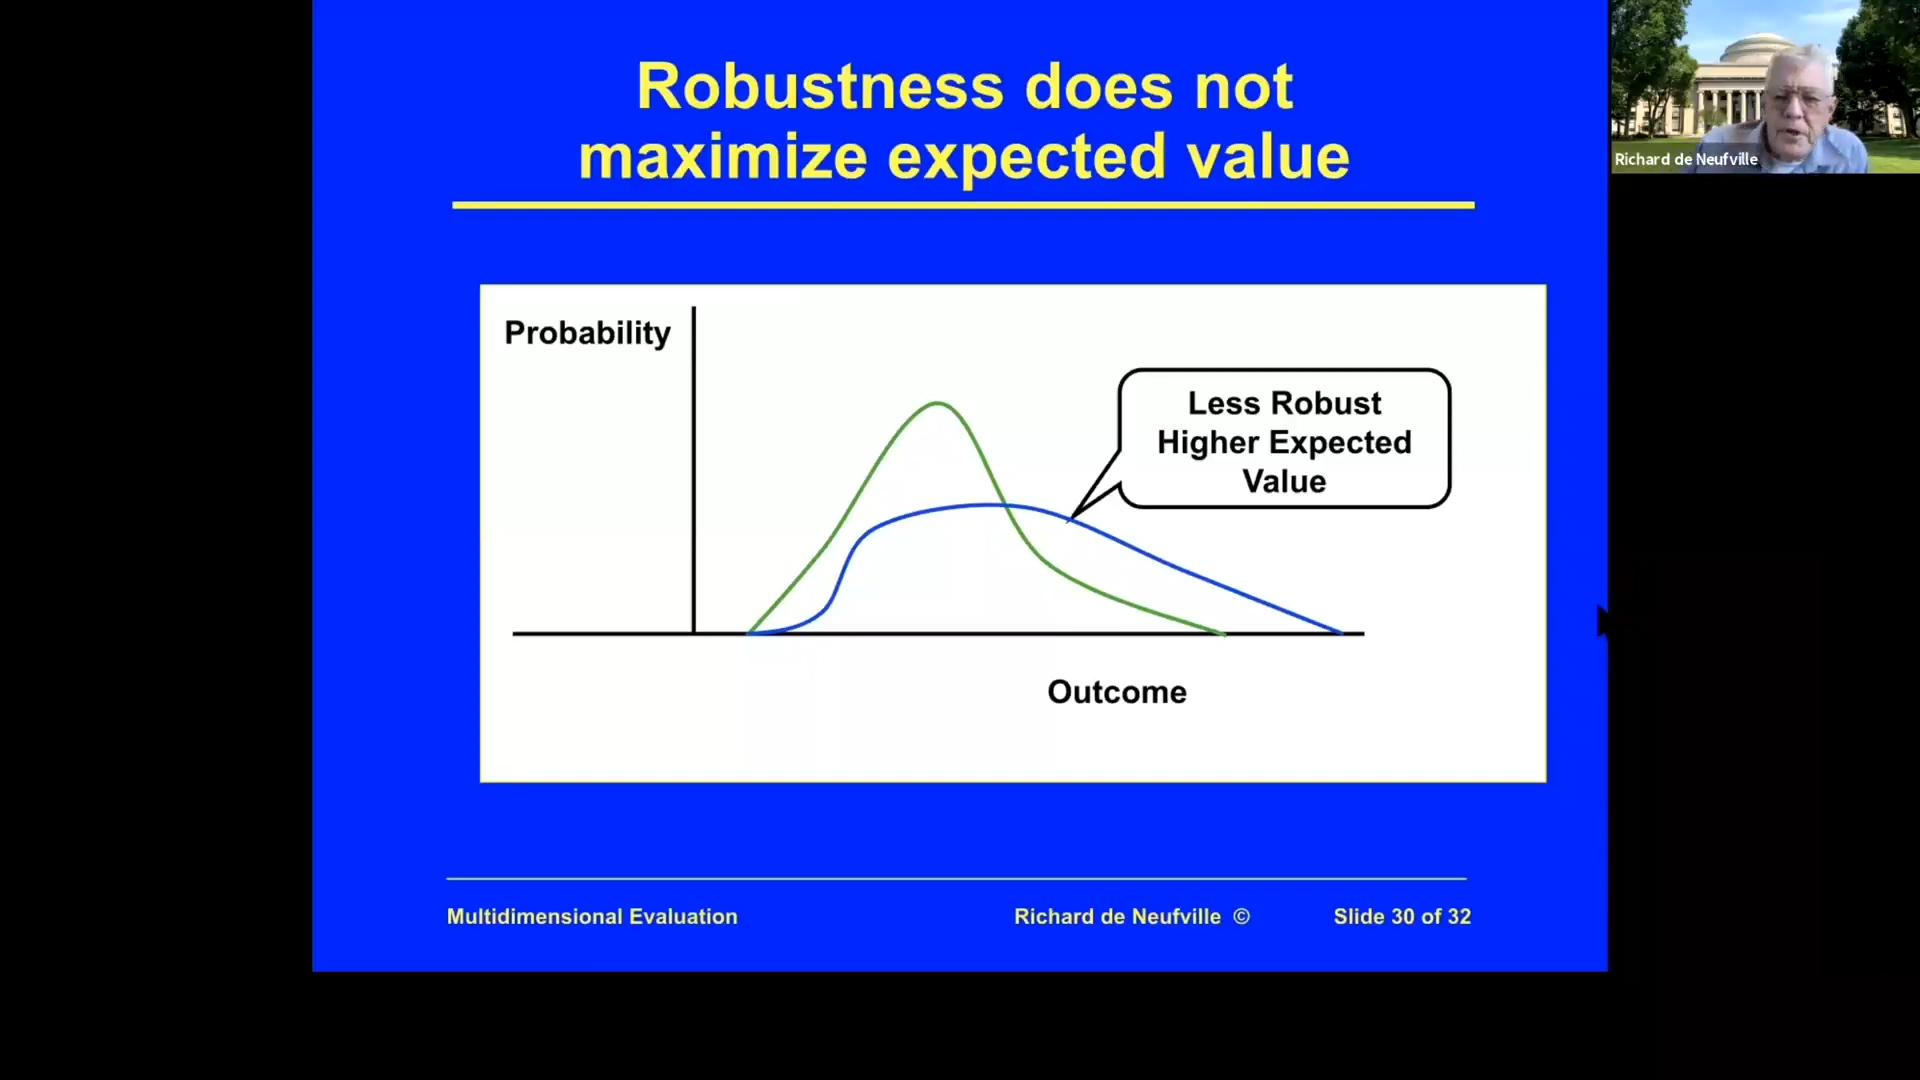 Robustness does not
maximize expected value
Richard de Neufville
Probability
Less Robust
Higher Expected
Value
Outcome
Multidimensional Evaluation
Richard de Neufville ©
Slide 30 of 32